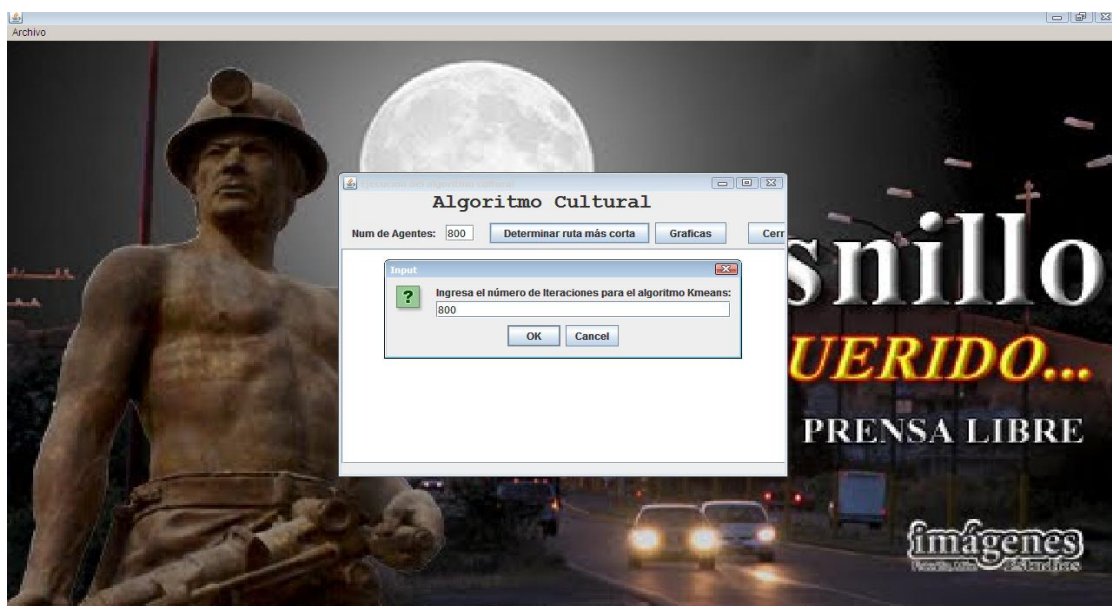 Archivo
Algoritmo Cultural
Num de Agentes: 800 Determinar ruta más corta Graficas Cerr
Input
Ingresa el número de Iteraciones para el algoritmo Kmeans:
800
OK Cancel
snillo
UERIDO...
PRENSA LIBRE
imágenes